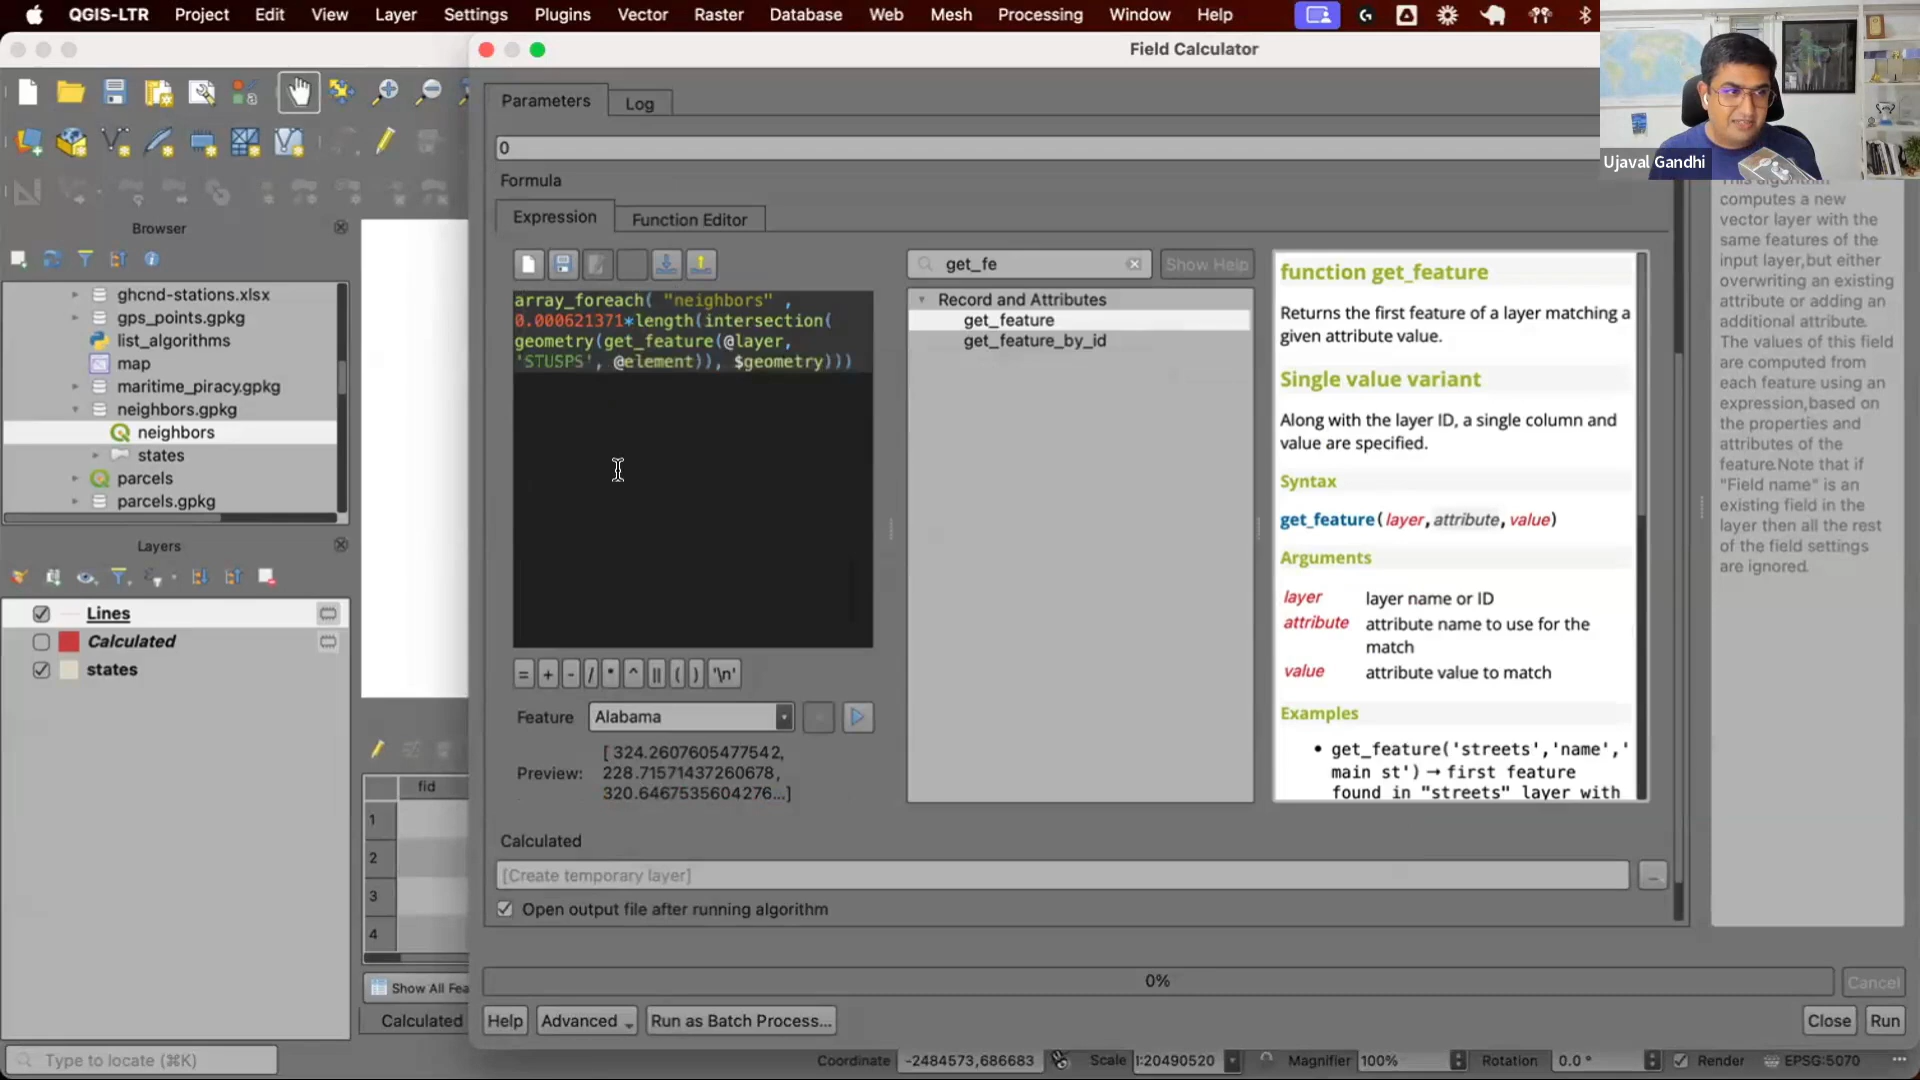 QGIS-LTR Project Edit View Layer Settings Plugins Vector Raster Database Web Mesh Processing Window Help
Field Calculator
Ujaval Gandhi
Parameters
Log
0
Formula
Expression
Function Editor
array_foreach( "neighbors" ,
0.000621371*length(intersection(
geometry(get_feature(@layer,
'STUSPS', @element)), $geometry)))
= + - / * ^ || ( ) '\n'
Feature
Alabama
Preview:
[ 324.2607605477542,
228.71571437260678,
320.6467535604276...]
get_fe
Show Help
Record and Attributes
get_feature
get_feature_by_id
function get_feature
Returns the first feature of a layer matching a
given attribute value.
Single value variant
Along with the layer ID, a single column and
value are specified.
Syntax
get_feature(layer,attribute,value)
Arguments
layer layer name or ID
attribute attribute name to use for the
match
value attribute value to match
Examples
• get_feature('streets','name','
main st') → first feature
found in "streets" layer with
This algorithm
computes a new
vector layer with the
same features of the
input layer,but either
overwriting an existing
attribute or adding an
additional attribute.
The values of this field
are computed from
each feature using an
expression,based on
the properties and
attributes of the
feature.Note that if
"Field name" is an
existing field in the
layer then all the rest
of the field settings
are ignored.
Calculated
[Create temporary layer]
...
Open output file after running algorithm
0%
Cancel
Help
Advanced
Run as Batch Process...
Close
Run
Browser
ghcnd-stations.xlsx
gps_points.gpkg
list_algorithms
map
maritime_piracy.gpkg
neighbors.gpkg
neighbors
states
parcels
parcels.gpkg
Layers
Lines
Calculated
states
fid
1
2
3
4
Show All Fea
Calculated
Type to locate (⌘K)
Coordinate -2484573,686683 Scale 1:20490520 Magnifier 100% Rotation 0.0 ° Render EPSG:5070